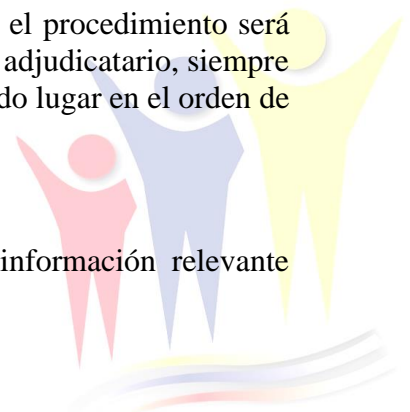 el procedimiento será
adjudicatario, siempre
do lugar en el orden de
información relevante